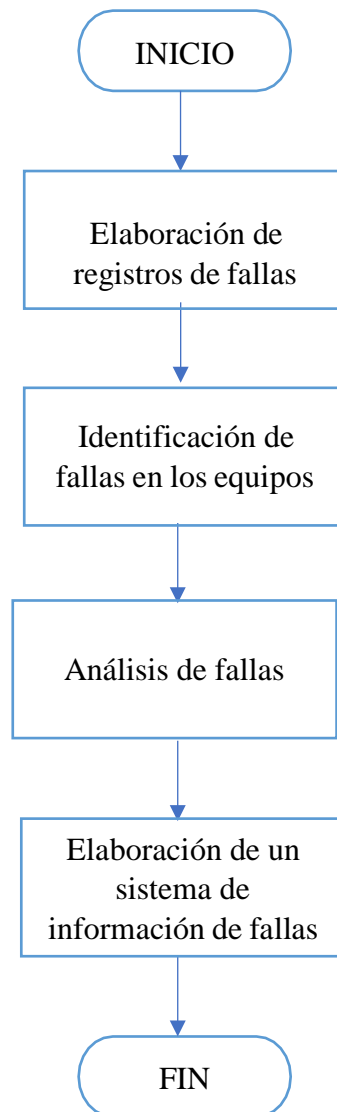 INICIO
Elaboración de
registros de fallas
Identificación de
fallas en los equipos
Análisis de fallas
Elaboración de un
sistema de
información de fallas
FIN